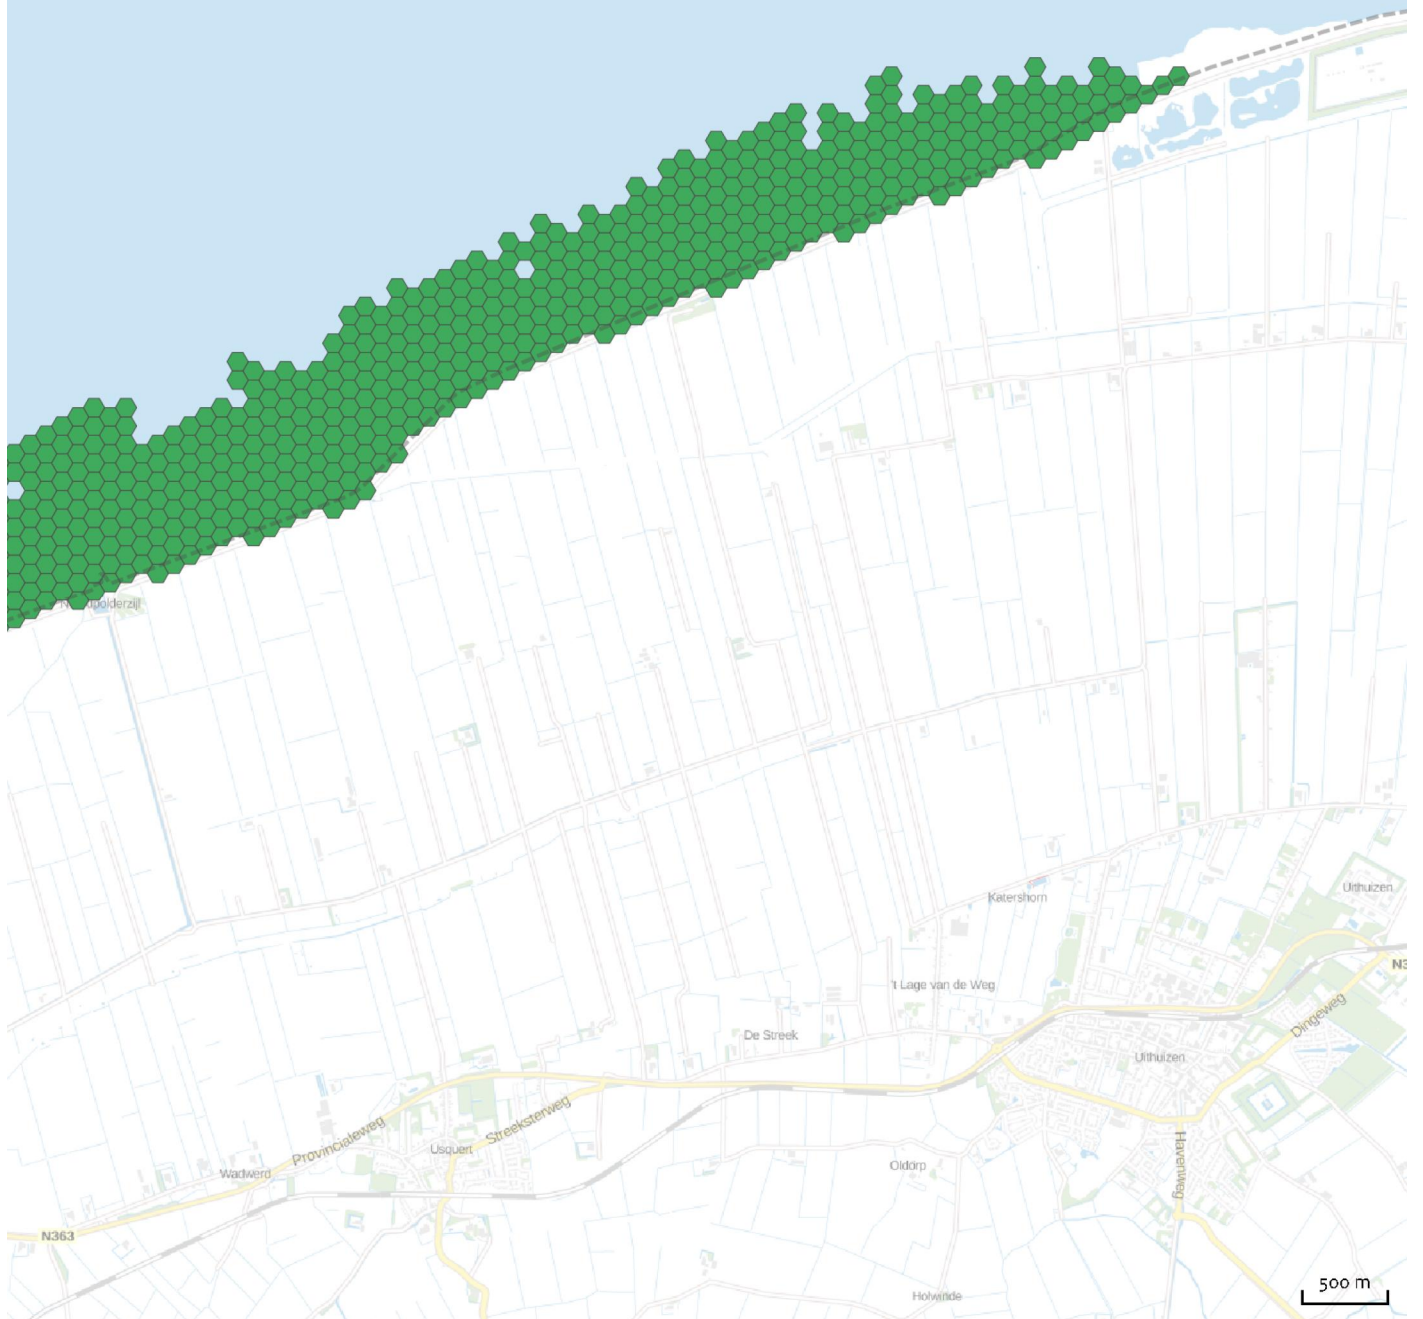 Katershorn
Uithuizen
't Lage van de Weg
N3
De Streek
Dingeweg
Uithuizen
Provincialeweg
Streeksterweg
Usquert
Wadwerd
Oldorp
Havenweg
N363
500 m
Holwinde